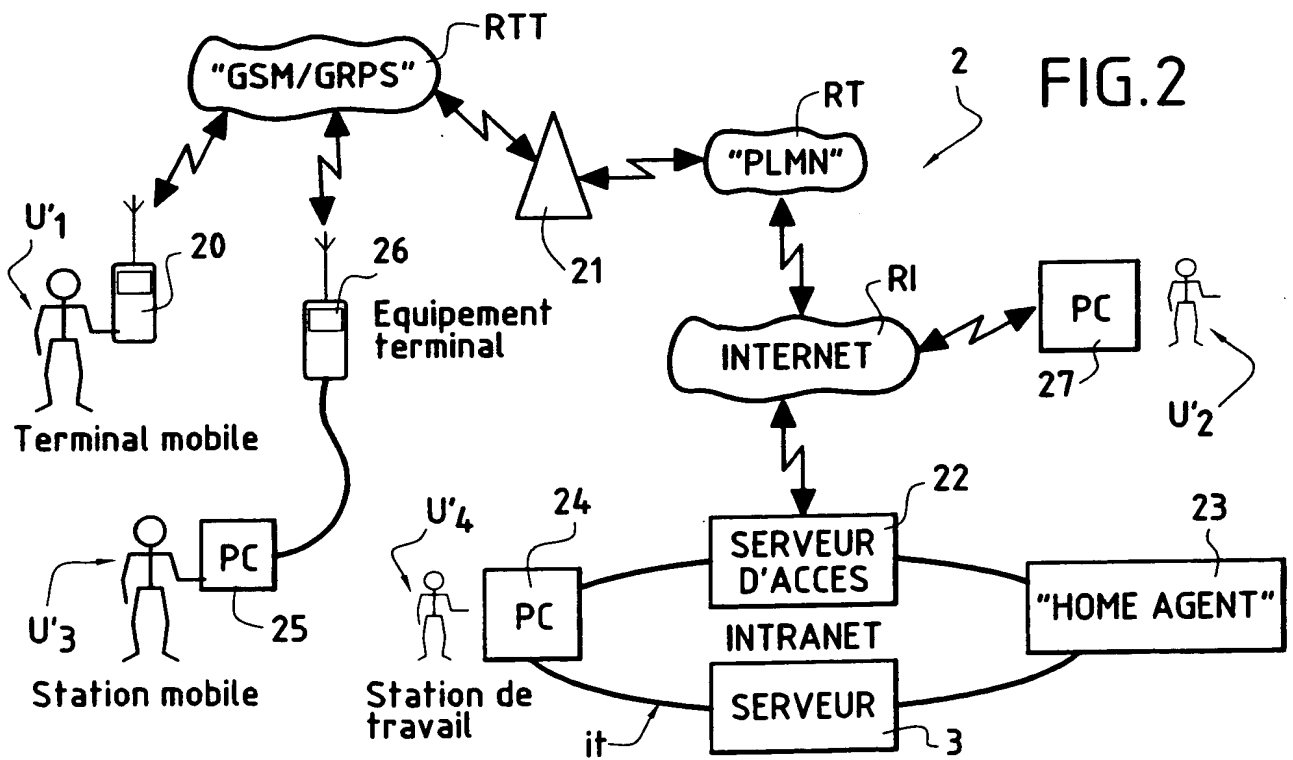 RTT
"GSM/GRPS"
2
FIG.2
RT
"PLMN"
U'1
20
26
21
RI
Equipement
terminal
INTERNET
PC
27
U'2
Terminal mobile
22
24
23
U'4
SERVEUR
D'ACCES
U'3
PC
25
PC
"HOME AGENT"
INTRANET
Station mobile
Station de
travail
SERVEUR
it
3